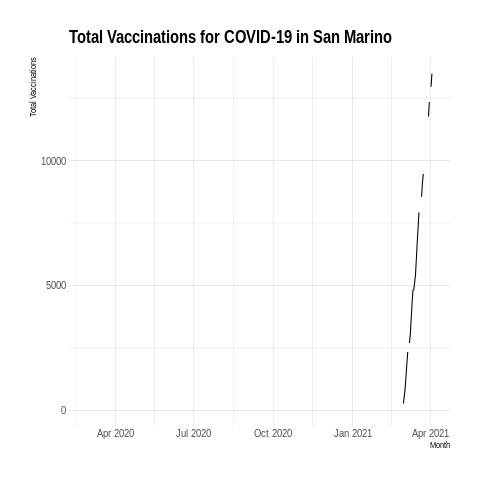 Total Vaccinations for COVID-19 in San Marino
Total Vaccinations
10000
5000
0
Apr 2020 Jul 2020 Oct 2020 Jan 2021 Apr 2021
Month